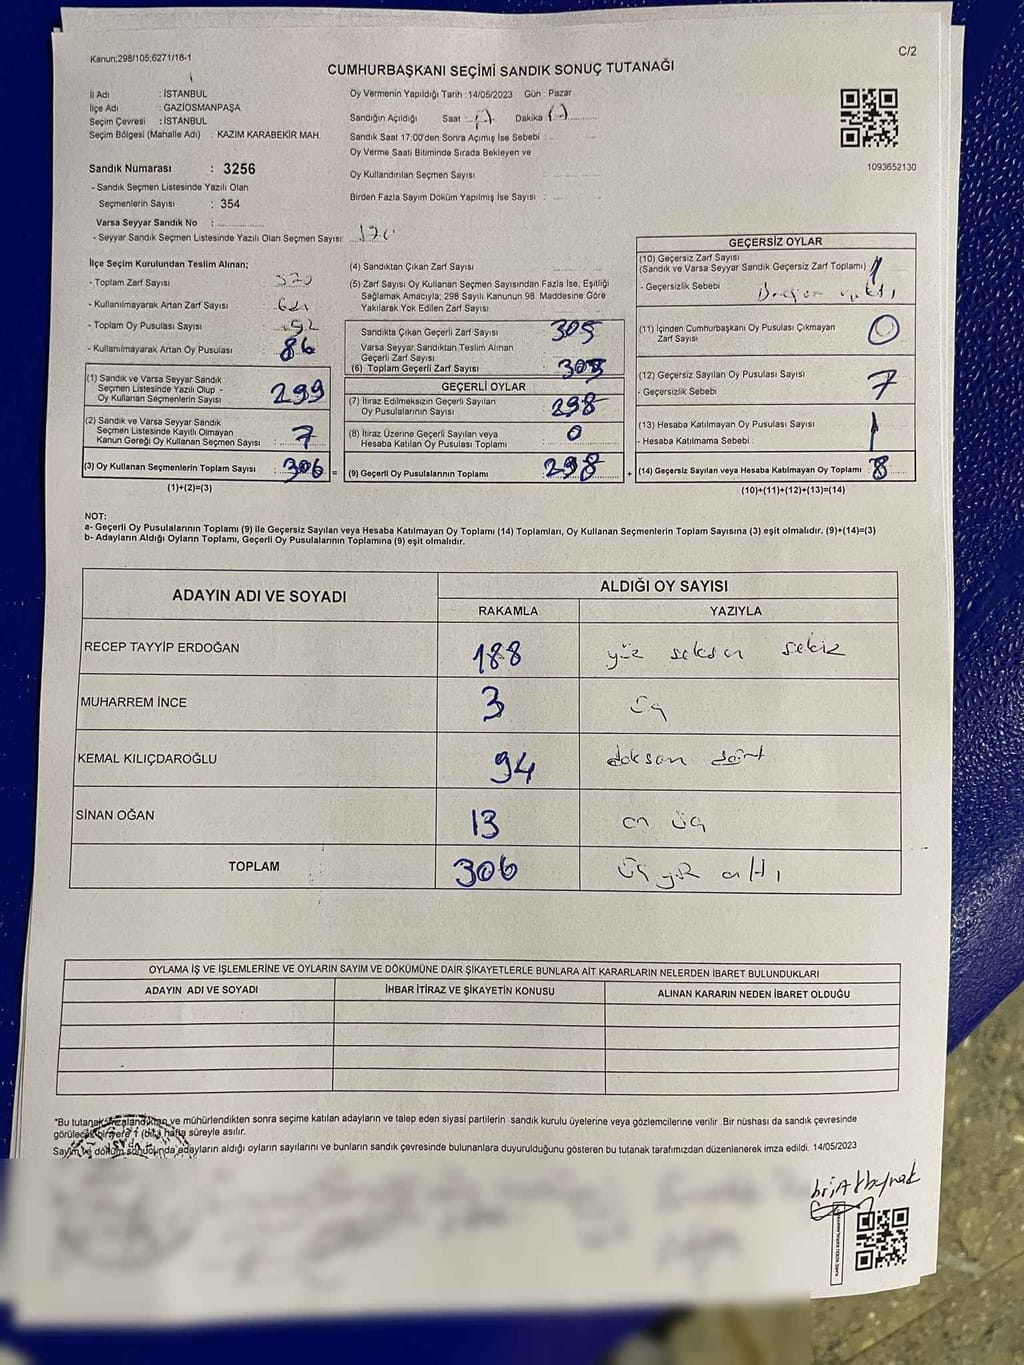 Kanun;298/105;6271/18-1
C/2
CUMHURBAŞKANI SEÇİMİ SANDIK SONUÇ TUTANAĞI
İl Adı : İSTANBUL
İlçe Adı : GAZİOSMANPAŞA
Seçim Çevresi : İSTANBUL
Seçim Bölgesi (Mahalle Adı) : KAZIM KARABEKİR MAH.
Sandık Numarası : 3256
- Sandık Seçmen Listesinde Yazılı Olan
Seçmenlerin Sayısı : 354
Varsa Seyyar Sandık No :
- Seyyar Sandık Seçmen Listesinde Yazılı Olan Seçmen Sayısı:
Oy Vermenin Yapıldığı Tarih : 14/05/2023 Gün : Pazar
Sandığın Açıldığı Saat Dakika
Sandık Saat 17:00'den Sonra Açımış İse Sebebi :
Oy Verme Saati Bitiminde Sırada Bekleyen ve
Oy Kullandırılan Seçmen Sayısı :
Birden Fazla Sayım Döküm Yapılmış İse Sayısı :
1093652130
İlçe Seçim Kurulundan Teslim Alınan;
- Toplam Zarf Sayısı :
- Kullanılmayarak Artan Zarf Sayısı :
- Toplam Oy Pusulası Sayısı :
- Kullanılmayarak Artan Oy Pusulası : 86
(1) Sandık ve Varsa Seyyar Sandık
Seçmen Listesinde Yazılı Olup -
Oy Kullanan Seçmenlerin Sayısı : 299
(2) Sandık ve Varsa Seyyar Sandık
Seçmen Listesinde Kayıtlı Olmayan
Kanun Gereği Oy Kullanan Seçmen Sayısı : 7
(3) Oy Kullanan Seçmenlerin Toplam Sayısı : 306 =
(1)+(2)=(3)
(4) Sandıktan Çıkan Zarf Sayısı :
(5) Zarf Sayısı Oy Kullanan Seçmen Sayısından Fazla İse, Eşitliği
Sağlamak Amacıyla; 298 Sayılı Kanunun 98. Maddesine Göre
Yakılarak Yok Edilen Zarf Sayısı :
Sandıkta Çıkan Geçerli Zarf Sayısı : 305
Varsa Seyyar Sandıktan Teslim Alınan
Geçerli Zarf Sayısı :
(6) Toplam Geçerli Zarf Sayısı : 305
GEÇERLİ OYLAR
(7) İtiraz Edilmeksizin Geçerli Sayılan
Oy Pusulalarının Sayısı : 298
(8) İtiraz Üzerine Geçerli Sayılan veya
Hesaba Katılan Oy Pusulası Toplamı : 0
(9) Geçerli Oy Pusulalarının Toplamı : 298 +
GEÇERSİZ OYLAR
(10) Geçersiz Zarf Sayısı
(Sandık ve Varsa Seyyar Sandık Geçersiz Zarf Toplamı) 1
- Geçersizlik Sebebi :
(11) İçinden Cumhurbaşkanı Oy Pusulası Çıkmayan
Zarf Sayısı : 0
(12) Geçersiz Sayılan Oy Pusulası Sayısı : 7
- Geçersizlik Sebebi :
(13) Hesaba Katılmayan Oy Pusulası Sayısı :
- Hesaba Katılmama Sebebi :
(14) Geçersiz Sayılan veya Hesaba Katılmayan Oy Toplamı : 8
(10)+(11)+(12)+(13)=(14)
NOT:
a- Geçerli Oy Pusulalarının Toplamı (9) ile Geçersiz Sayılan veya Hesaba Katılmayan Oy Toplamı (14) Toplamları, Oy Kullanan Seçmenlerin Toplam Sayısına (3) eşit olmalıdır. (9)+(14)=(3)
b- Adayların Aldığı Oyların Toplamı, Geçerli Oy Pusulalarının Toplamına (9) eşit olmalıdır.
ADAYIN ADI VE SOYADI ALDIĞI OY SAYISI
RAKAMLA YAZIYLA
RECEP TAYYİP ERDOĞAN 188 yüz seksen sekiz
MUHARREM İNCE 3 üç
KEMAL KILIÇDAROĞLU 94 doksan dört
SİNAN OĞAN 13 on üç
TOPLAM 306 üç yüz altı
OYLAMA İŞ VE İŞLEMLERİNE VE OYLARIN SAYIM VE DÖKÜMÜNE DAİR ŞİKAYETLERLE BUNLARA AİT KARARLARIN NELERDEN İBARET BULUNDUKLARI
ADAYIN ADI VE SOYADI İHBAR İTİRAZ VE ŞİKAYETİN KONUSU ALINAN KARARIN NEDEN İBARET OLDUĞU
*Bu tutanak imzalandıktan ve mühürlendikten sonra seçime katılan adayların ve talep eden siyasi partilerin sandık kurulu üyelerine veya gözlemcilerine verilir. Bir nüshası da sandık çevresinde
görülecek bir yere 1 (bir) hafta süreyle asılır.
Sayım ve döküm sonucunda adayların aldığı oyların sayılarını ve bunların sandık çevresinde bulunanlara duyurulduğunu gösteren bu tutanak tarafımızdan düzenlenerek imza edildi. 14/05/2023